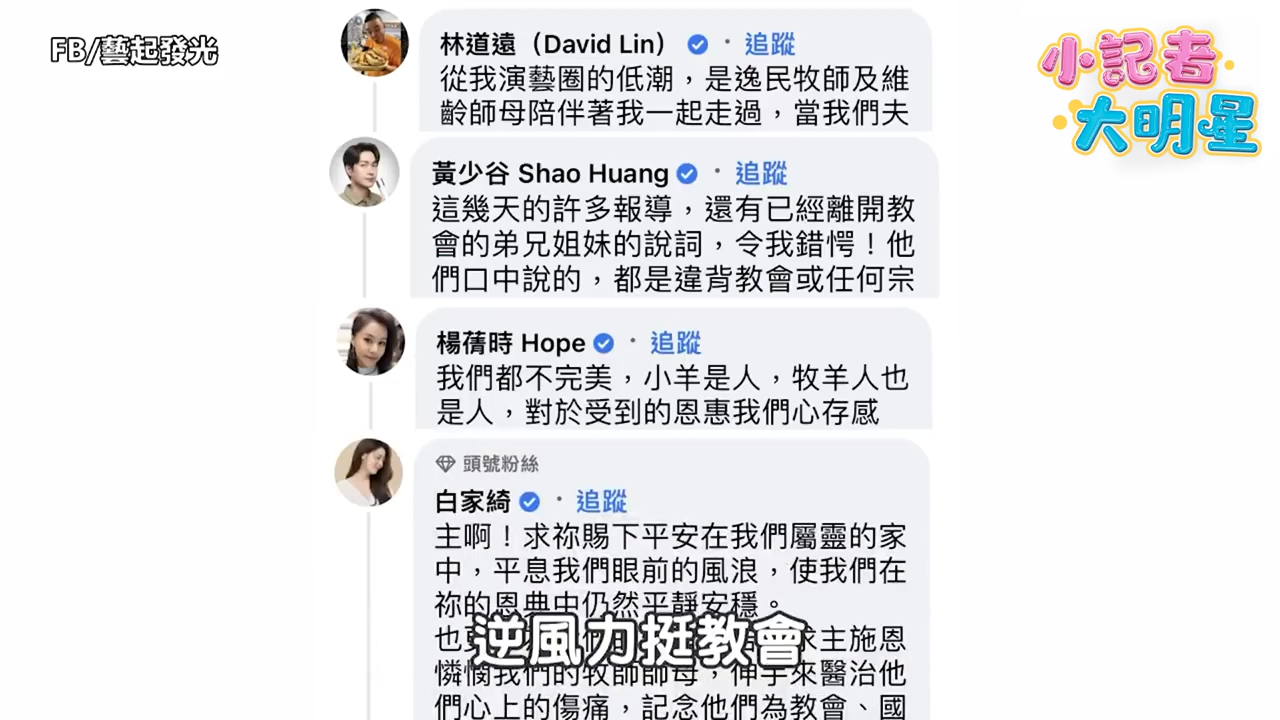 FB/藝起發光
小記者
大明星
林道遠（David Lin） · 追蹤
從我演藝圈的低潮，是逸民牧師及維
齡師母陪伴著我一起走過，當我們夫
黃少谷 Shao Huang · 追蹤
這幾天的許多報導，還有已經離開教
會的弟兄姐妹的說詞，令我錯愕！他
們口中說的，都是違背教會或任何宗
楊蒨時 Hope · 追蹤
我們都不完美，小羊是人，牧羊人也
是人，對於受到的恩惠我們心存感
頭號粉絲
白家綺 · 追蹤
主啊！求祢賜下平安在我們屬靈的家
中，平息我們眼前的風浪，使我們在
祢的恩典中仍然平靜安穩。
也 求主施恩
逆風力挺教會
憐憫我們的牧師師母，伸手來醫治他
們心上的傷痛，記念他們為教會、國